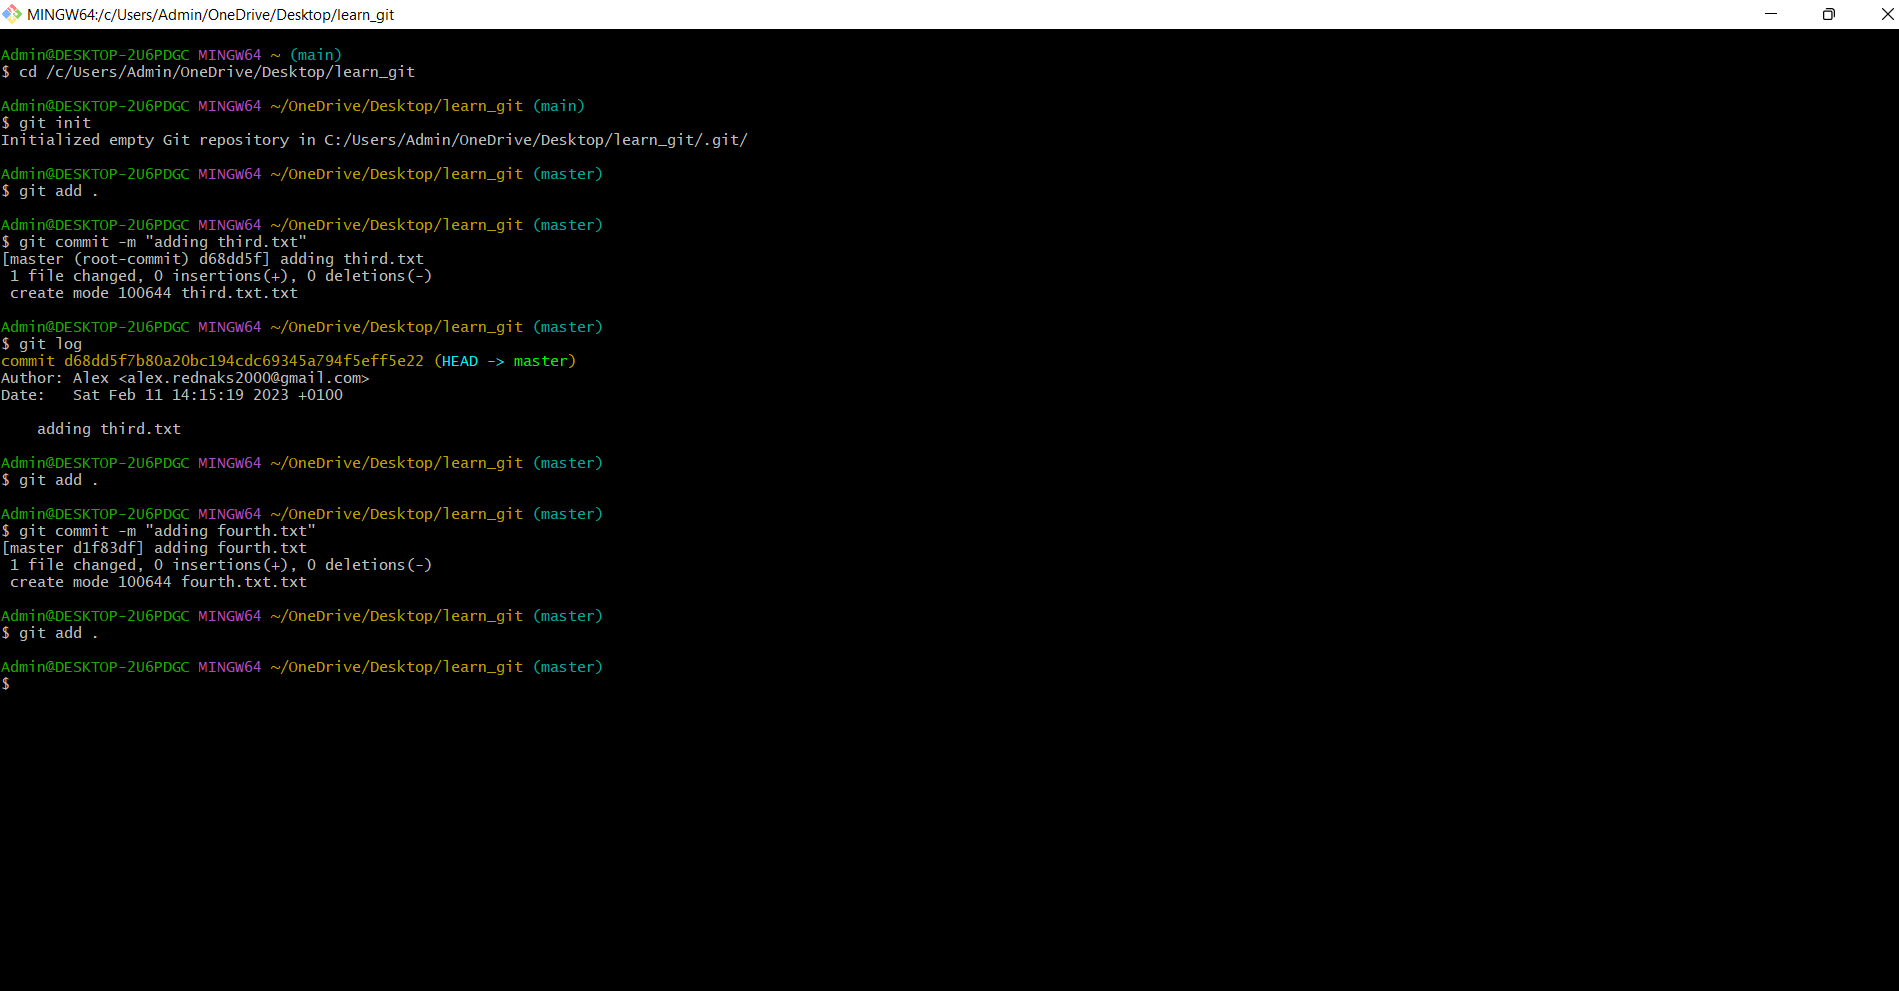 MINGW64:/c/Users/Admin/OneDrive/Desktop/learn_git
Admin@DESKTOP-2U6PDGC MINGW64 ~ (main)
$ cd /c/Users/Admin/OneDrive/Desktop/learn_git
Admin@DESKTOP-2U6PDGC MINGW64 ~/OneDrive/Desktop/learn_git (main)
$ git init
Initialized empty Git repository in C:/Users/Admin/OneDrive/Desktop/learn_git/.git/
Admin@DESKTOP-2U6PDGC MINGW64 ~/OneDrive/Desktop/learn_git (master)
$ git add .
Admin@DESKTOP-2U6PDGC MINGW64 ~/OneDrive/Desktop/learn_git (master)
$ git commit -m "adding third.txt"
[master (root-commit) d68dd5f] adding third.txt
 1 file changed, 0 insertions(+), 0 deletions(-)
 create mode 100644 third.txt.txt
Admin@DESKTOP-2U6PDGC MINGW64 ~/OneDrive/Desktop/learn_git (master)
$ git log
commit d68dd5f7b80a20bc194cdc69345a794f5eff5e22 (HEAD -> master)
Author: Alex <alex.rednaks2000@gmail.com>
Date:   Sat Feb 11 14:15:19 2023 +0100
    adding third.txt
Admin@DESKTOP-2U6PDGC MINGW64 ~/OneDrive/Desktop/learn_git (master)
$ git add .
Admin@DESKTOP-2U6PDGC MINGW64 ~/OneDrive/Desktop/learn_git (master)
$ git commit -m "adding fourth.txt"
[master d1f83df] adding fourth.txt
 1 file changed, 0 insertions(+), 0 deletions(-)
 create mode 100644 fourth.txt.txt
Admin@DESKTOP-2U6PDGC MINGW64 ~/OneDrive/Desktop/learn_git (master)
$ git add .
Admin@DESKTOP-2U6PDGC MINGW64 ~/OneDrive/Desktop/learn_git (master)
$